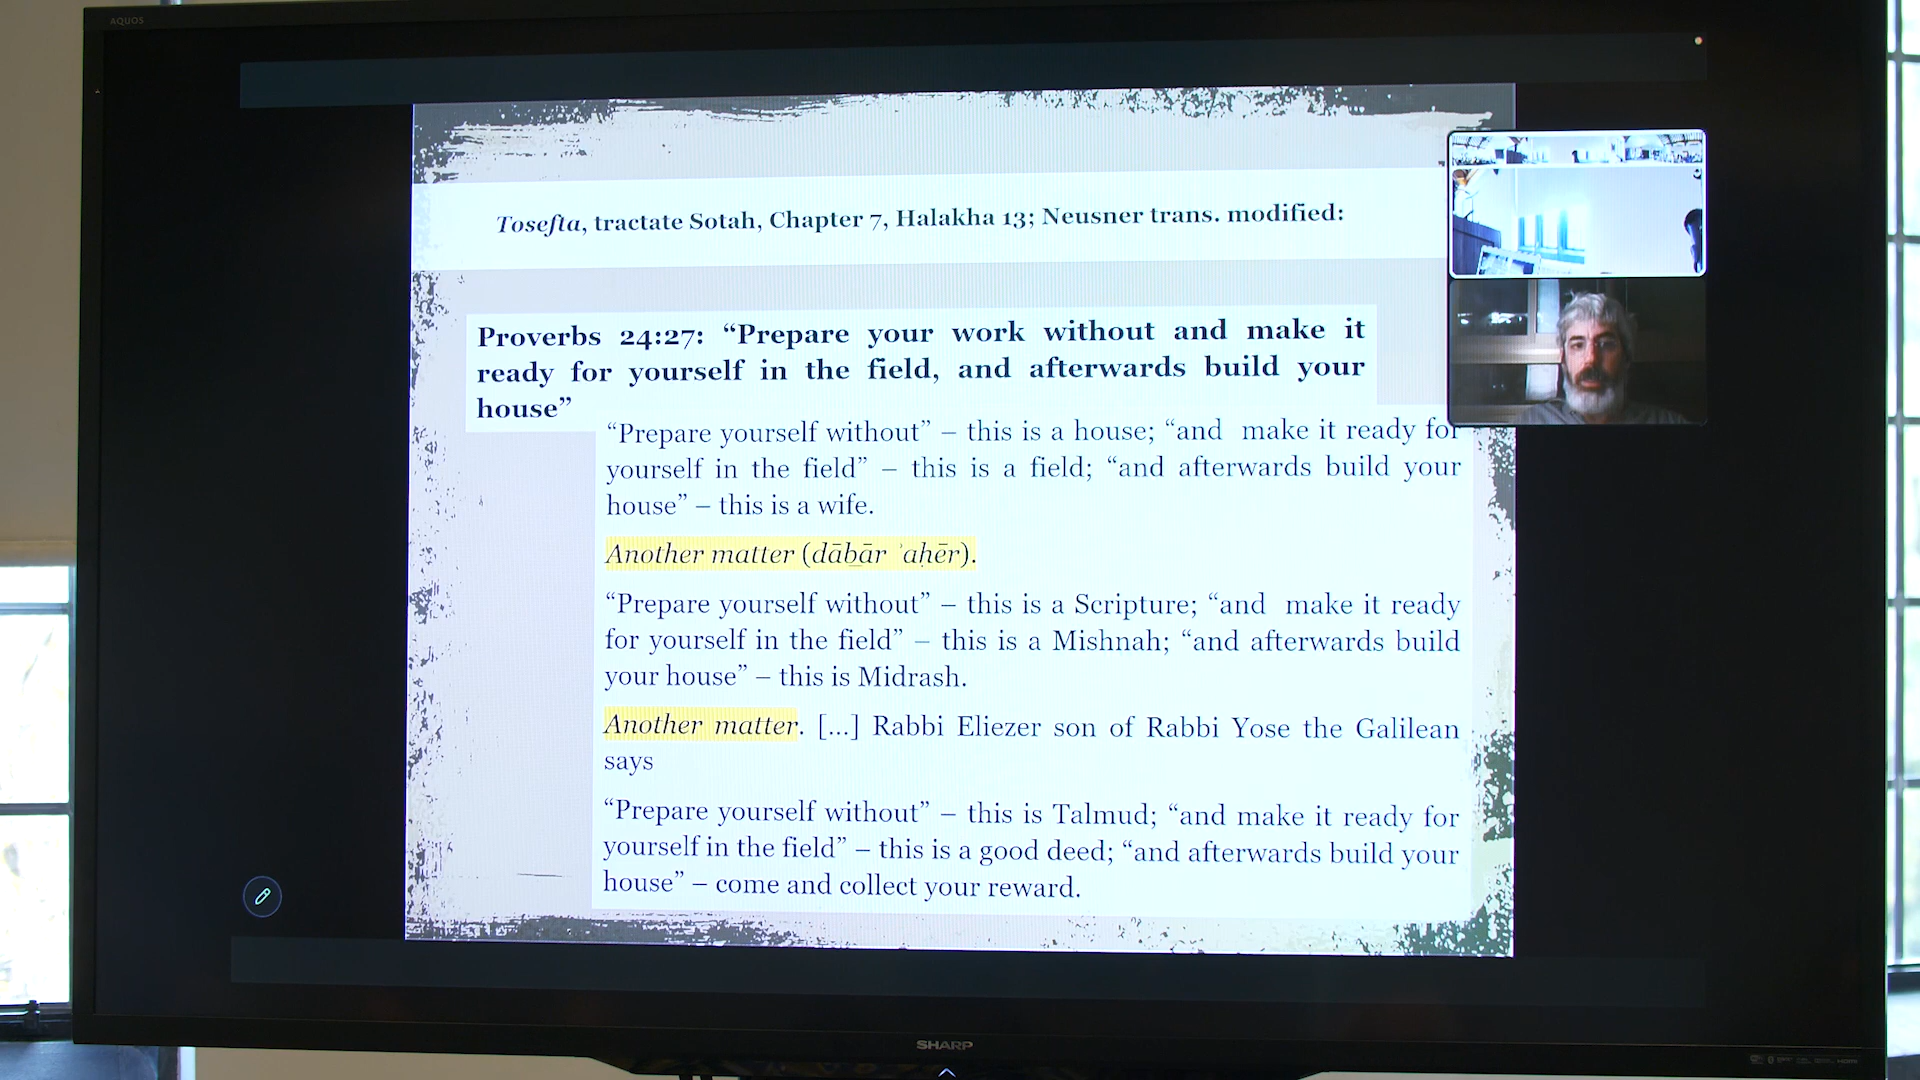 AQUOS
Tosefta, tractate Sotah, Chapter 7, Halakha 13; Neusner trans. modified:
Proverbs 24:27: “Prepare your work without and make it
ready for yourself in the field, and afterwards build your
house”
“Prepare yourself without” – this is a house; “and make it ready for
yourself in the field” – this is a field; “and afterwards build your
house” – this is a wife.
Another matter (dāḇār ʾaḥēr).
“Prepare yourself without” – this is a Scripture; “and make it ready
for yourself in the field” – this is a Mishnah; “and afterwards build
your house” – this is Midrash.
Another matter. [...] Rabbi Eliezer son of Rabbi Yose the Galilean
says
“Prepare yourself without” – this is Talmud; “and make it ready for
yourself in the field” – this is a good deed; “and afterwards build your
house” – come and collect your reward.
SHARP